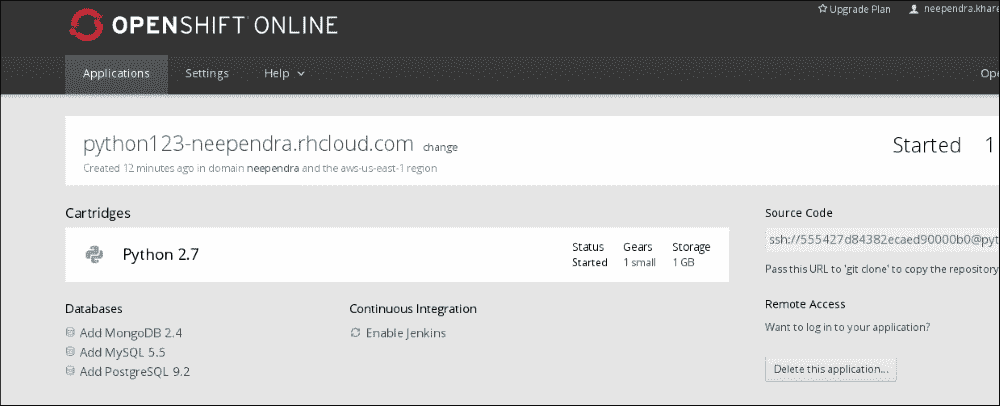 OPENSHIFT ONLINE
Upgrade Plan
neependra.khare
Applications
Settings
Help
Ope
python123-neependra.rhcloud.com change
Started 1
Created 12 minutes ago in domain neependra and the aws-us-east-1 region
Cartridges
Python 2.7
Status
Started
Gears
1 small
Storage
1 GB
Databases
Add MongoDB 2.4
Add MySQL 5.5
Add PostgreSQL 9.2
Continuous Integration
Enable Jenkins
Source Code
ssh://555427d84382ecaed90000b0@pyt
Pass this URL to 'git clone' to copy the repository
Remote Access
Want to log in to your application?
Delete this application...